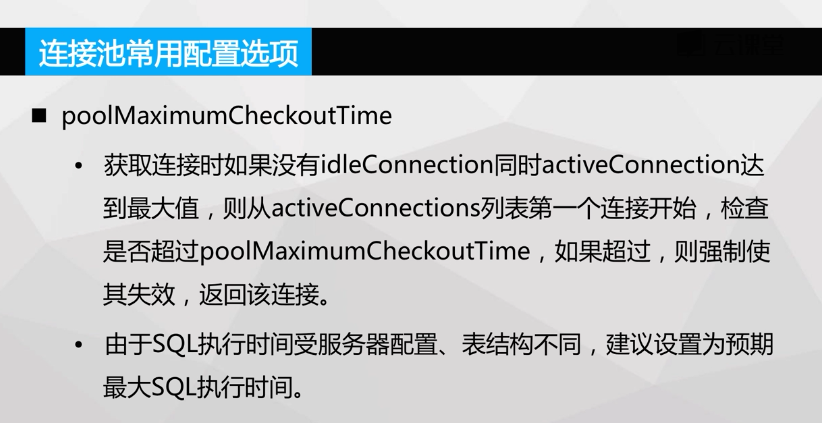 连接池常用配置选项
■ poolMaximumCheckoutTime
• 获取连接时如果没有idleConnection同时activeConnection达
到最大值，则从activeConnections列表第一个连接开始，检查
是否超过poolMaximumCheckoutTime，如果超过，则强制使
其失效，返回该连接。
• 由于SQL执行时间受服务器配置、表结构不同，建议设置为预期
最大SQL执行时间。